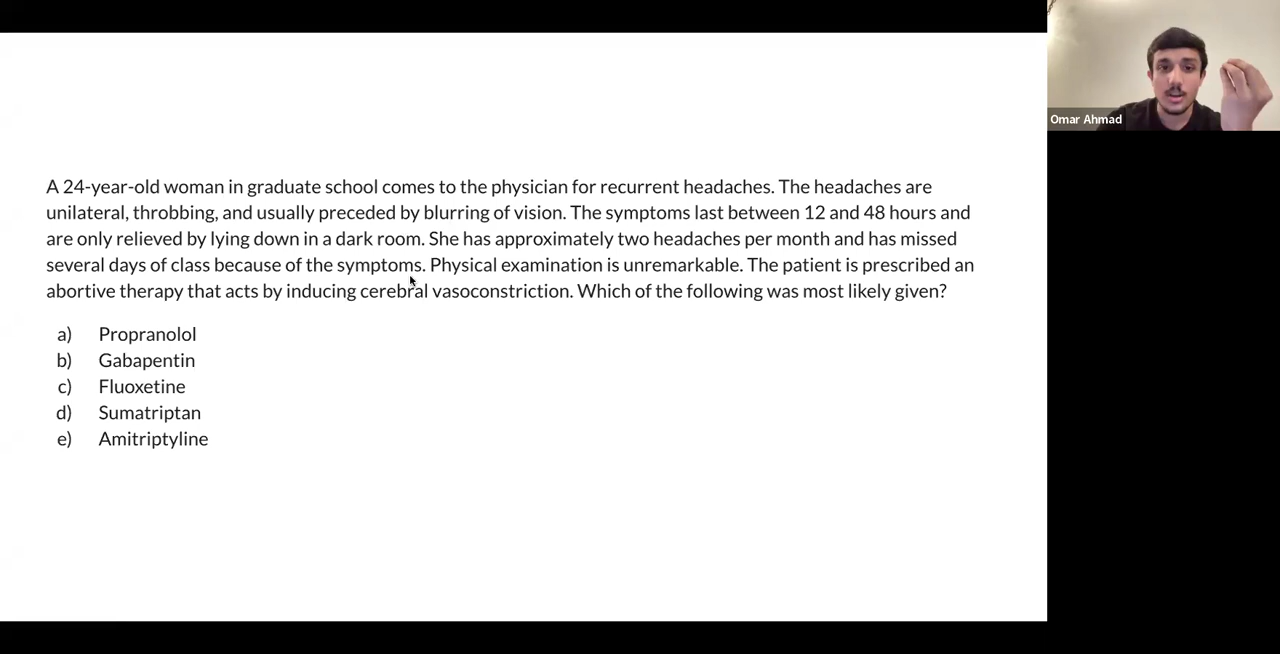 Omar Ahmad
A 24-year-old woman in graduate school comes to the physician for recurrent headaches. The headaches are
unilateral, throbbing, and usually preceded by blurring of vision. The symptoms last between 12 and 48 hours and
are only relieved by lying down in a dark room. She has approximately two headaches per month and has missed
several days of class because of the symptoms. Physical examination is unremarkable. The patient is prescribed an
abortive therapy that acts by inducing cerebral vasoconstriction. Which of the following was most likely given?
a) Propranolol
b) Gabapentin
c) Fluoxetine
d) Sumatriptan
e) Amitriptyline